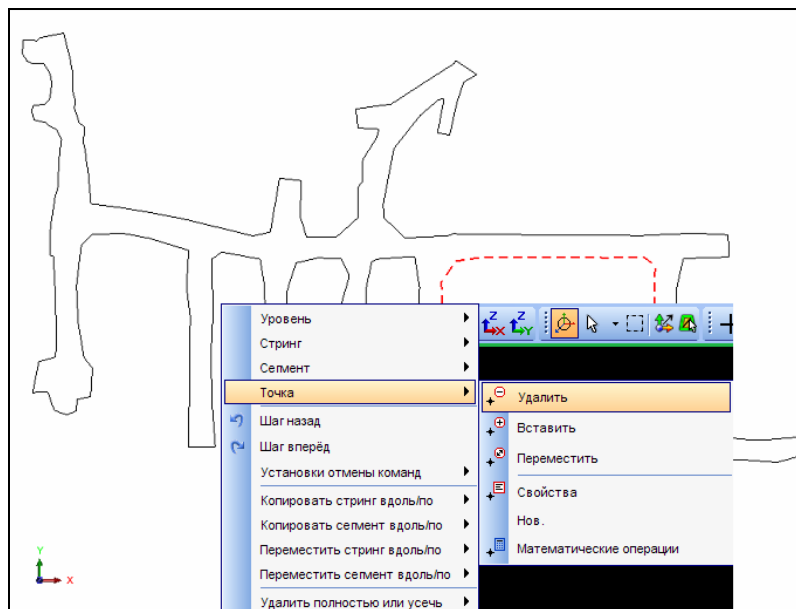 Z
X
Z
Y
Уровень
Стринг
Сегмент
Точка
Удалить
Вставить
Переместить
Свойства
Нов.
Математические операции
Шаг назад
Шаг вперёд
Установки отмены команд
Копировать стринг вдоль/по
Копировать сегмент вдоль/по
Переместить стринг вдоль/по
Переместить сегмент вдоль/по
Удалить полностью или усечь
Y
X